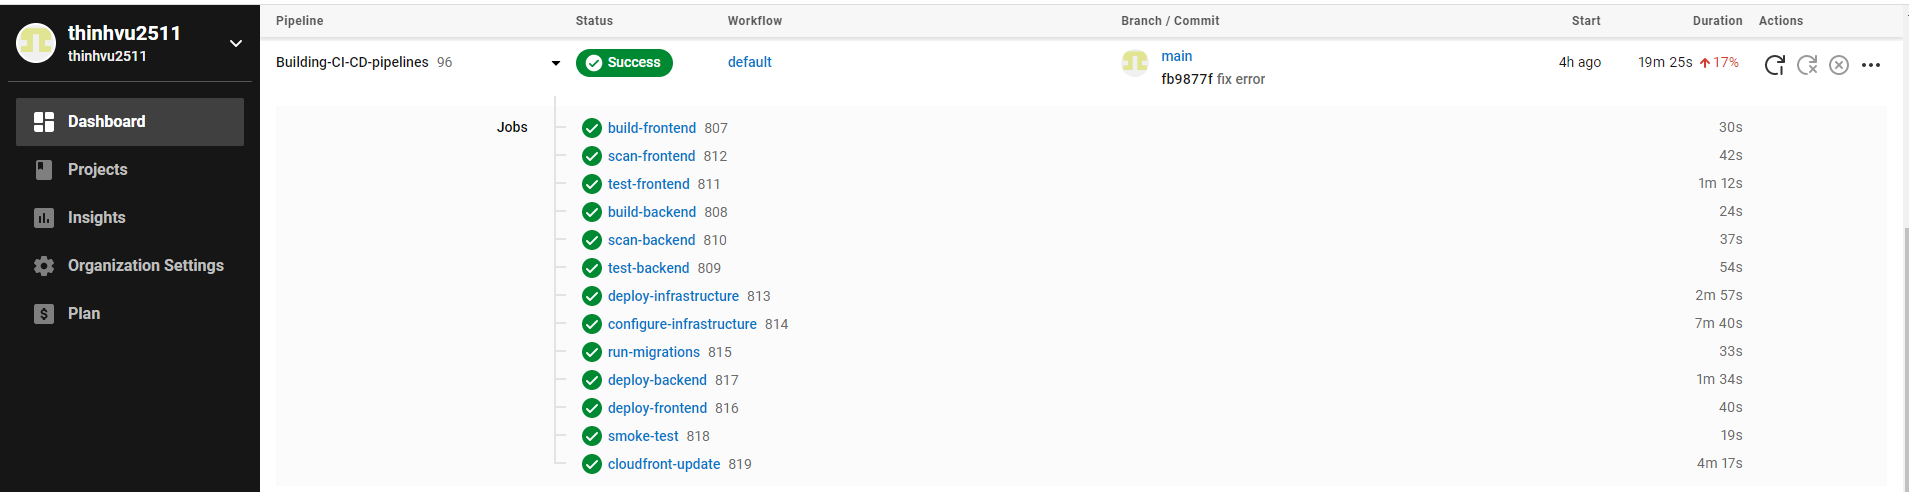 thinhvu2511
thinhvu2511
Dashboard
Projects
Insights
Organization Settings
Plan
Pipeline Status Workflow Branch / Commit Start Duration Actions
Building-CI-CD-pipelines 96 Success default main 4h ago 19m 25s 17%
fb9877f fix error
Jobs build-frontend 807 30s
scan-frontend 812 42s
test-frontend 811 1m 12s
build-backend 808 24s
scan-backend 810 37s
test-backend 809 54s
deploy-infrastructure 813 2m 57s
configure-infrastructure 814 7m 40s
run-migrations 815 33s
deploy-backend 817 1m 34s
deploy-frontend 816 40s
smoke-test 818 19s
cloudfront-update 819 4m 17s